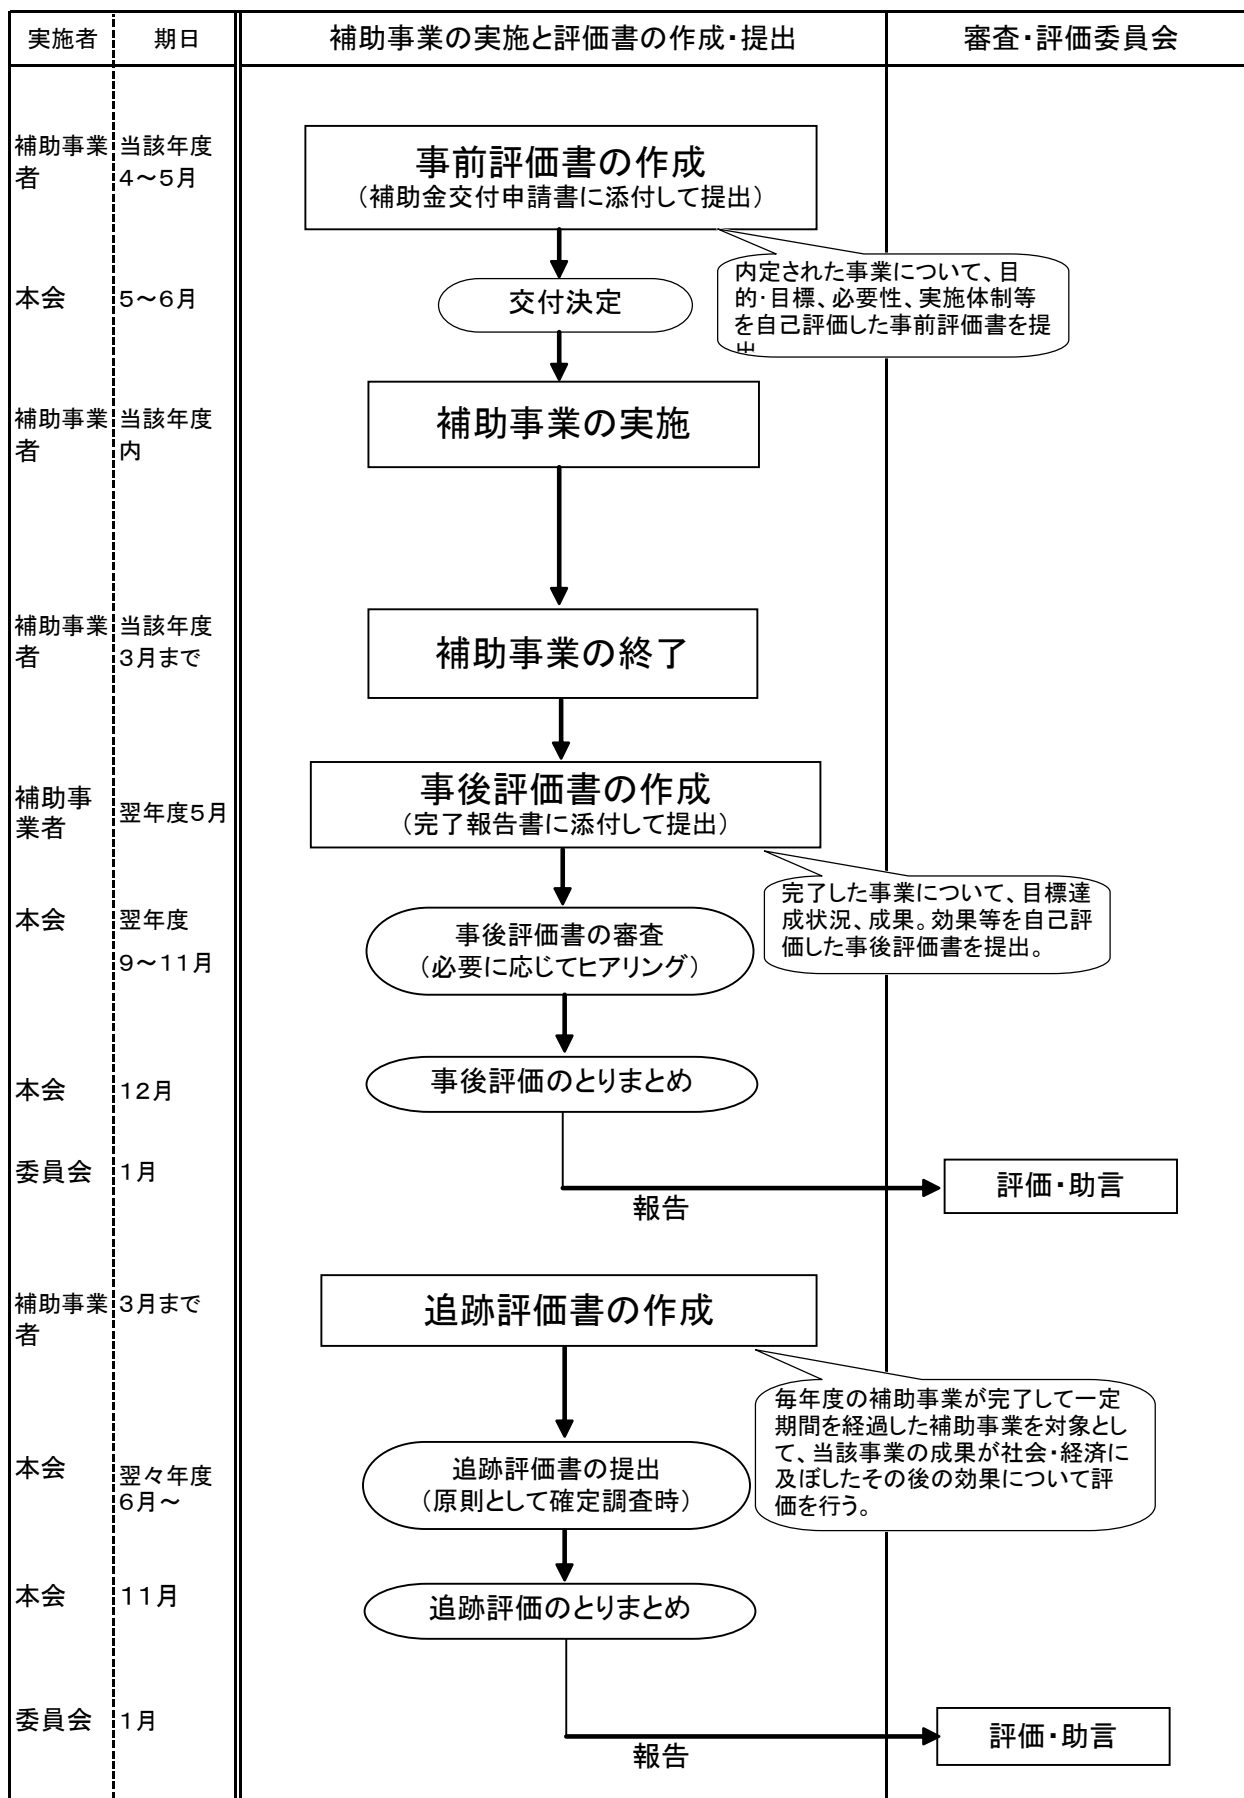 実施者 期日 補助事業の実施と評価書の作成・提出 審査・評価委員会
補助事業
者
当該年度
4～5月
事前評価書の作成
（補助金交付申請書に添付して提出）
内定された事業について、目
的・目標、必要性、実施体制等
を自己評価した事前評価書を提
出
本会 5～6月
交付決定
補助事業
者
当該年度
内
補助事業の実施
補助事業
者
当該年度
3月まで
補助事業の終了
補助事
業者
翌年度5月
事後評価書の作成
（完了報告書に添付して提出）
完了した事業について、目標達
成状況、成果。効果等を自己評
価した事後評価書を提出。
本会 翌年度
9～11月
事後評価書の審査
（必要に応じてヒアリング）
本会 12月
事後評価のとりまとめ
委員会 1月
報告
評価・助言
補助事業
者
3月まで
追跡評価書の作成
毎年度の補助事業が完了して一定
期間を経過した補助事業を対象とし
て、当該事業の成果が社会・経済に
及ぼしたその後の効果について評
価を行う。
本会 翌々年度
6月～
追跡評価書の提出
（原則として確定調査時）
本会 11月
追跡評価のとりまとめ
委員会 1月
報告
評価・助言